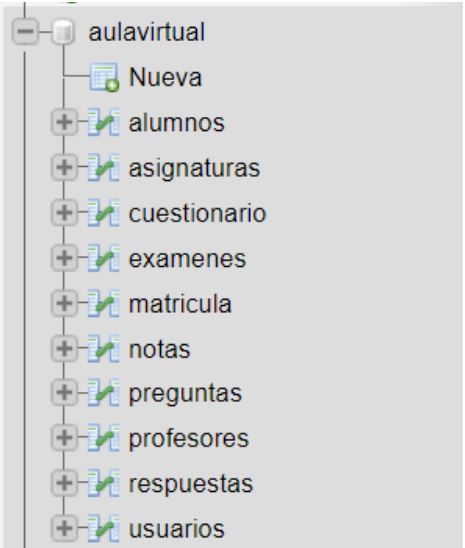 aulavirtual
Nueva
alumnos
asignaturas
cuestionario
examenes
matricula
notas
preguntas
profesores
respuestas
usuarios